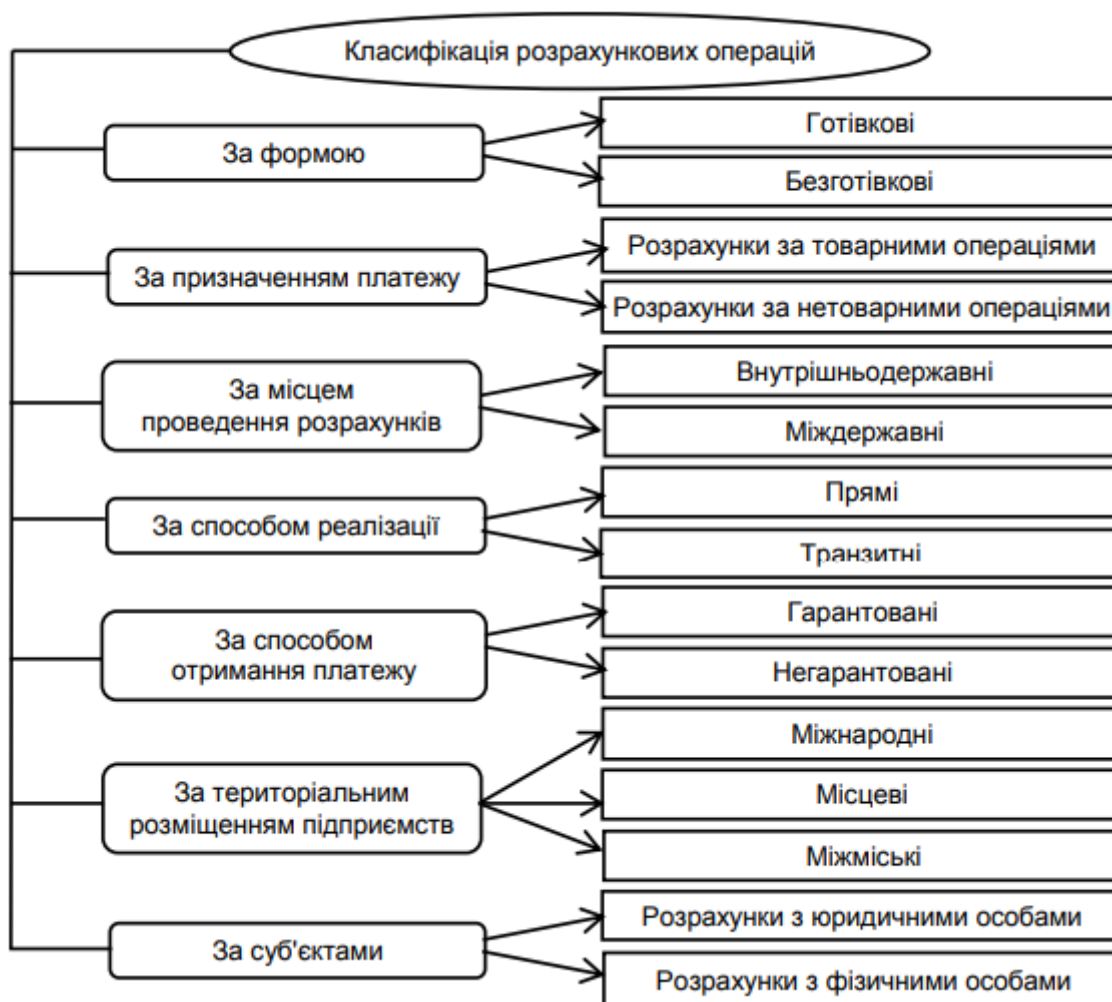 Класифікація розрахункових операцій
За формою
Готівкові
Безготівкові
За призначенням платежу
Розрахунки за товарними операціями
Розрахунки за нетоварними операціями
За місцем
проведення розрахунків
Внутрішньодержавні
Міждержавні
За способом реалізації
Прямі
Транзитні
За способом
отримання платежу
Гарантовані
Негарантовані
За територіальним
розміщенням підприємств
Міжнародні
Місцеві
Міжміські
За суб'єктами
Розрахунки з юридичними особами
Розрахунки з фізичними особами